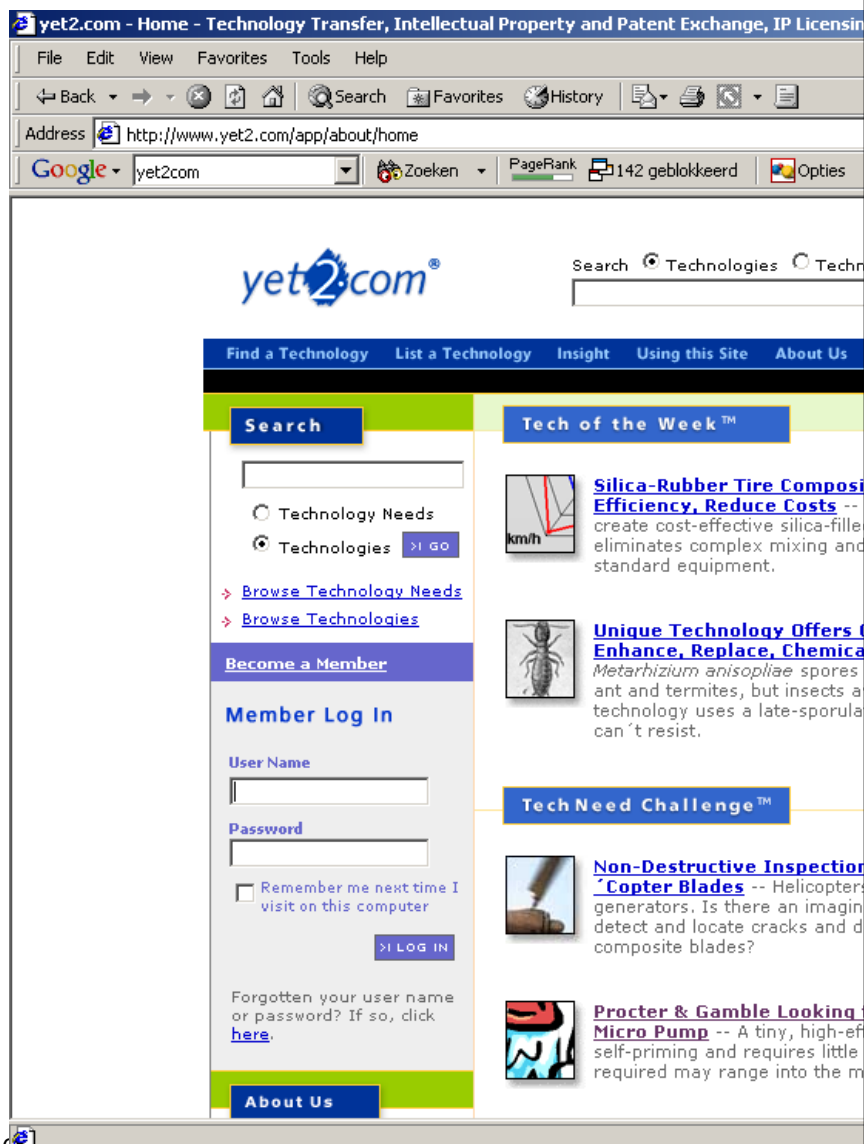 yet2.com - Home - Technology Transfer, Intellectual Property and Patent Exchange, IP Licensin
File Edit View Favorites Tools Help
Back Search Favorites History
Address http://www.yet2.com/app/about/home
Google yet2com Zoeken PageRank 142 geblokkeerd Opties
yet2.com®
Search Technologies Techn
Find a Technology List a Technology Insight Using this Site About Us
Search
Technology Needs
Technologies >I GO
Browse Technology Needs
Browse Technologies
Become a Member
Member Log In
User Name
Password
Remember me next time I
visit on this computer
>I LOG IN
Forgotten your user name
or password? If so, click
here.
About Us
Tech of the Week™
km/h
Silica-Rubber Tire Composi
Efficiency, Reduce Costs --
create cost-effective silica-fille
eliminates complex mixing and
standard equipment.
Unique Technology Offers
Enhance, Replace, Chemica
Metarhizium anisopliae spores
ant and termites, but insects a
technology uses a late-sporula
can´t resist.
TechNeed Challenge™
Non-Destructive Inspection
´Copter Blades -- Helicopters
generators. Is there an imagin
detect and locate cracks and d
composite blades?
Procter & Gamble Looking
Micro Pump -- A tiny, high-eff
self-priming and requires little
required may range into the m